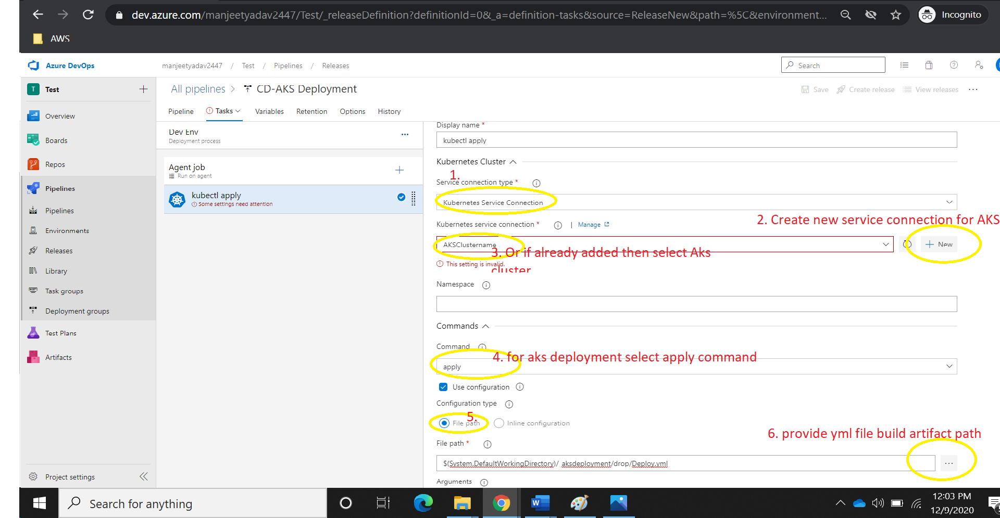 dev.azure.com/manjeetyadav2447/Test/_releaseDefinition?definitionId=0&_a=definition-tasks&source=ReleaseNew&path=%5C&environment...
Incognito
AWS
Azure DevOps
manjeetyadav2447 / Test / Pipelines / Releases
Search
T Test
All pipelines > CD-AKS Deployment
Save Create release View releases ...
Pipeline Tasks Variables Retention Options History
Overview
Boards
Repos
Pipelines
Pipelines
Environments
Releases
Library
Task groups
Deployment groups
Test Plans
Artifacts
Project settings
Dev Env
Deployment process
Agent job
Run on agent
kubectl apply
Some settings need attention
Display name *
kubectl apply
Kubernetes Cluster
1.
Service connection type *
Kubernetes Service Connection
2. Create new service connection for AKS
Kubernetes service connection * | Manage
AKSClustername
New
3. Or if already added then select Aks
cluster
This setting is invalid.
Namespace
Commands
Command
4. for aks deployment select apply command
apply
Use configuration
Configuration type
5.
File path Inline configuration
6. provide yml file build artifact path
File path *
$(System.DefaultWorkingDirectory)/ aksdeployment/drop/Deploy.yml
...
Arguments
Search for anything
12:03 PM
12/9/2020